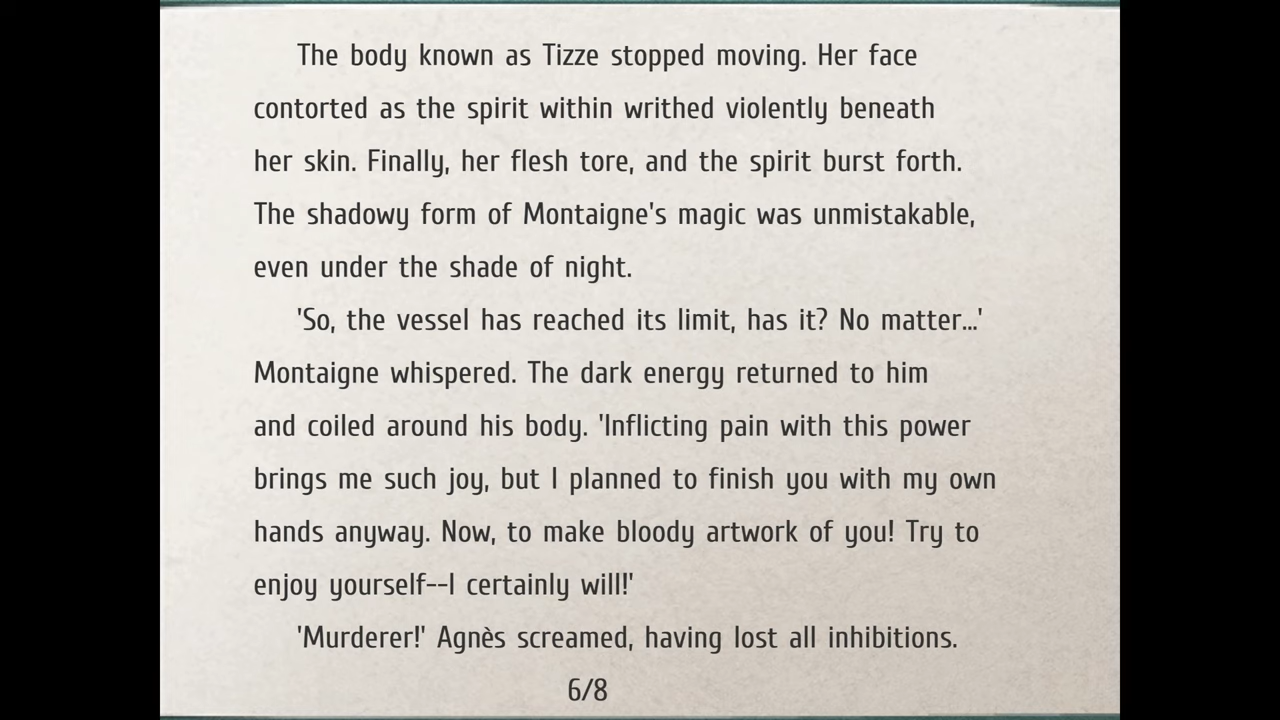 The body known as Tizze stopped moving. Her face
contorted as the spirit within writhed violently beneath
her skin. Finally, her flesh tore, and the spirit burst forth.
The shadowy form of Montaigne's magic was unmistakable,
even under the shade of night.
'So, the vessel has reached its limit, has it? No matter...'
Montaigne whispered. The dark energy returned to him
and coiled around his body. 'Inflicting pain with this power
brings me such joy, but I planned to finish you with my own
hands anyway. Now, to make bloody artwork of you! Try to
enjoy yourself--I certainly will!'
'Murderer!' Agnès screamed, having lost all inhibitions.
6/8